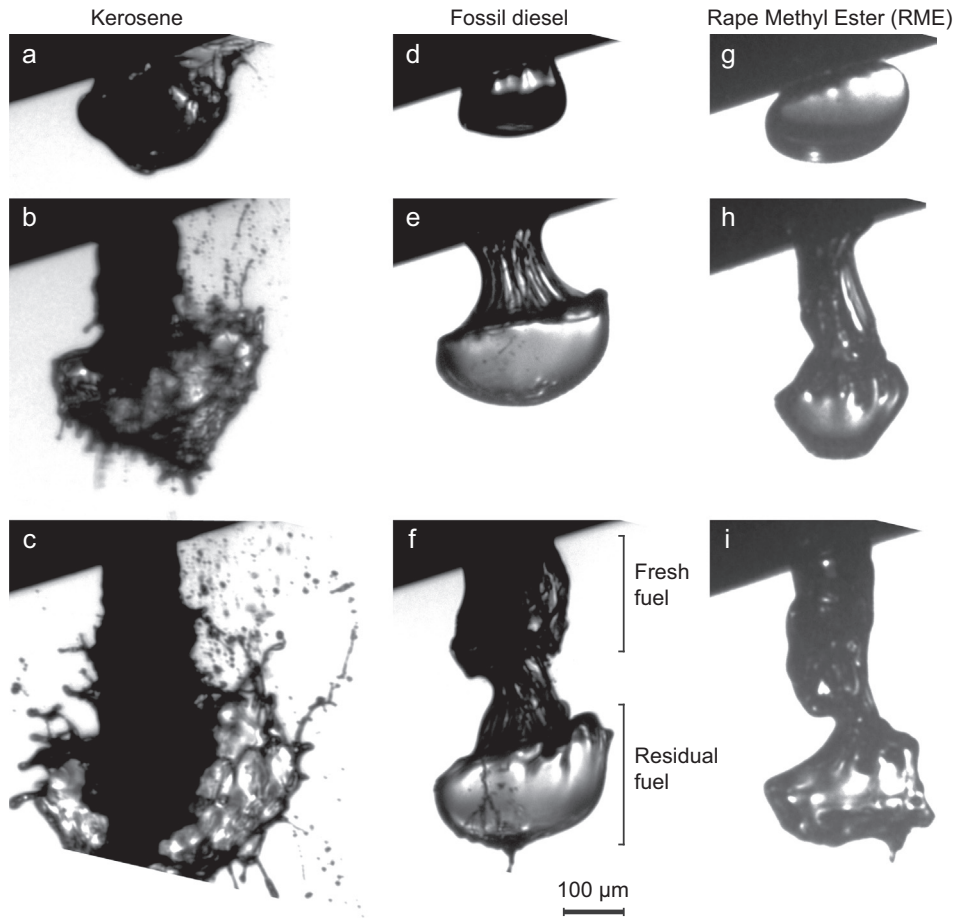 Kerosene
Fossil diesel
Rape Methyl Ester (RME)
a
d
g
b
e
h
c
f
i
Fresh
fuel
Residual
fuel
100 µm